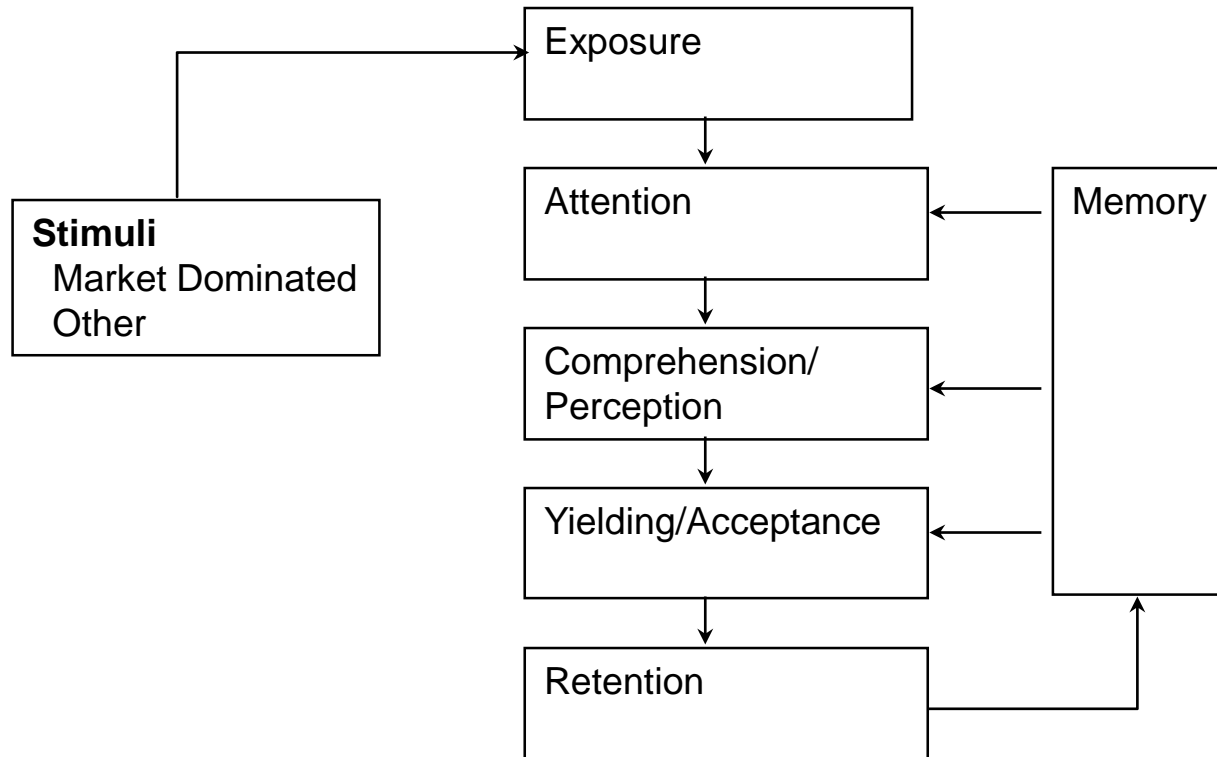 Exposure
Attention
Memory
Stimuli
Market Dominated
Other
Comprehension/
Perception
Yielding/Acceptance
Retention